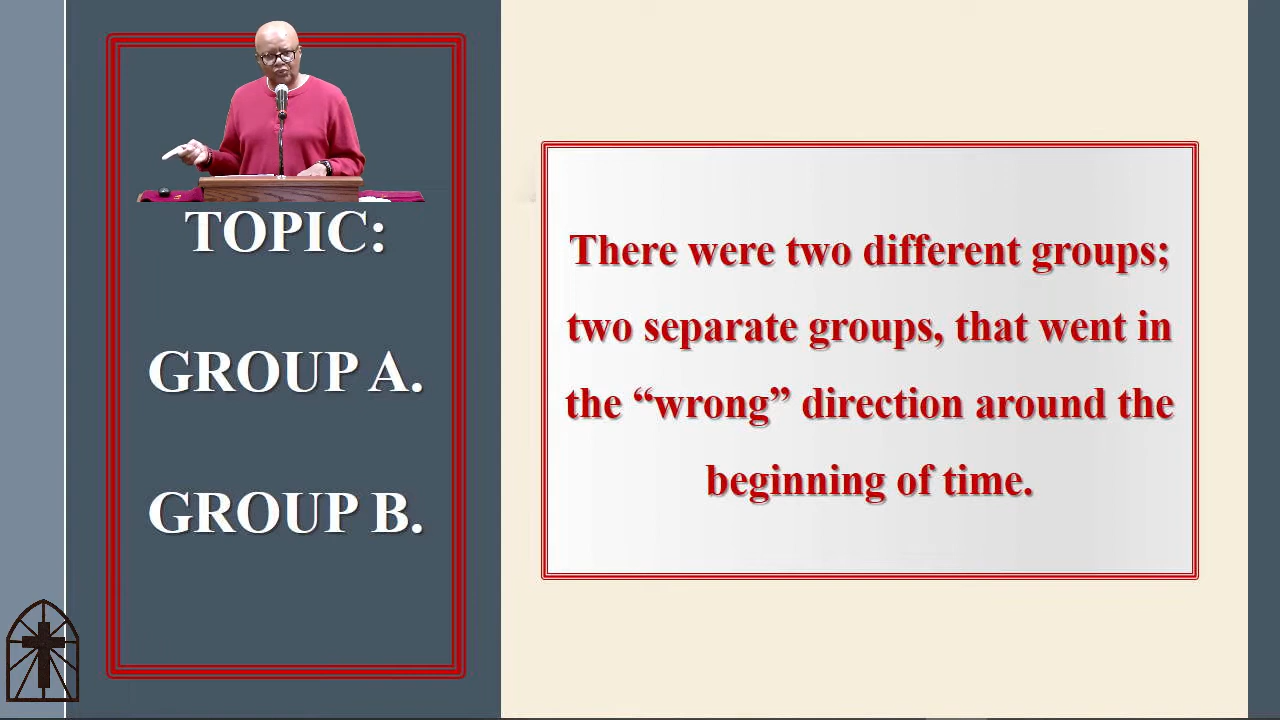 TOPIC:
GROUP A.
GROUP B.
There were two different groups;
two separate groups, that went in
the “wrong” direction around the
beginning of time.